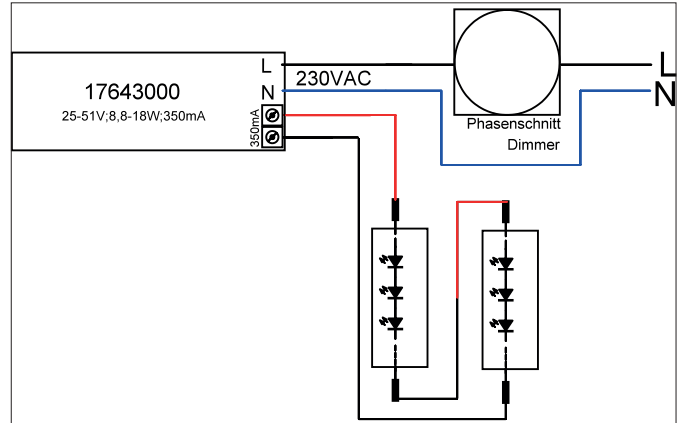 L
L
230VAC
N
N
17643000
25-51V;8,8-18W;350mA
350mA
Phasenschnitt
Dimmer